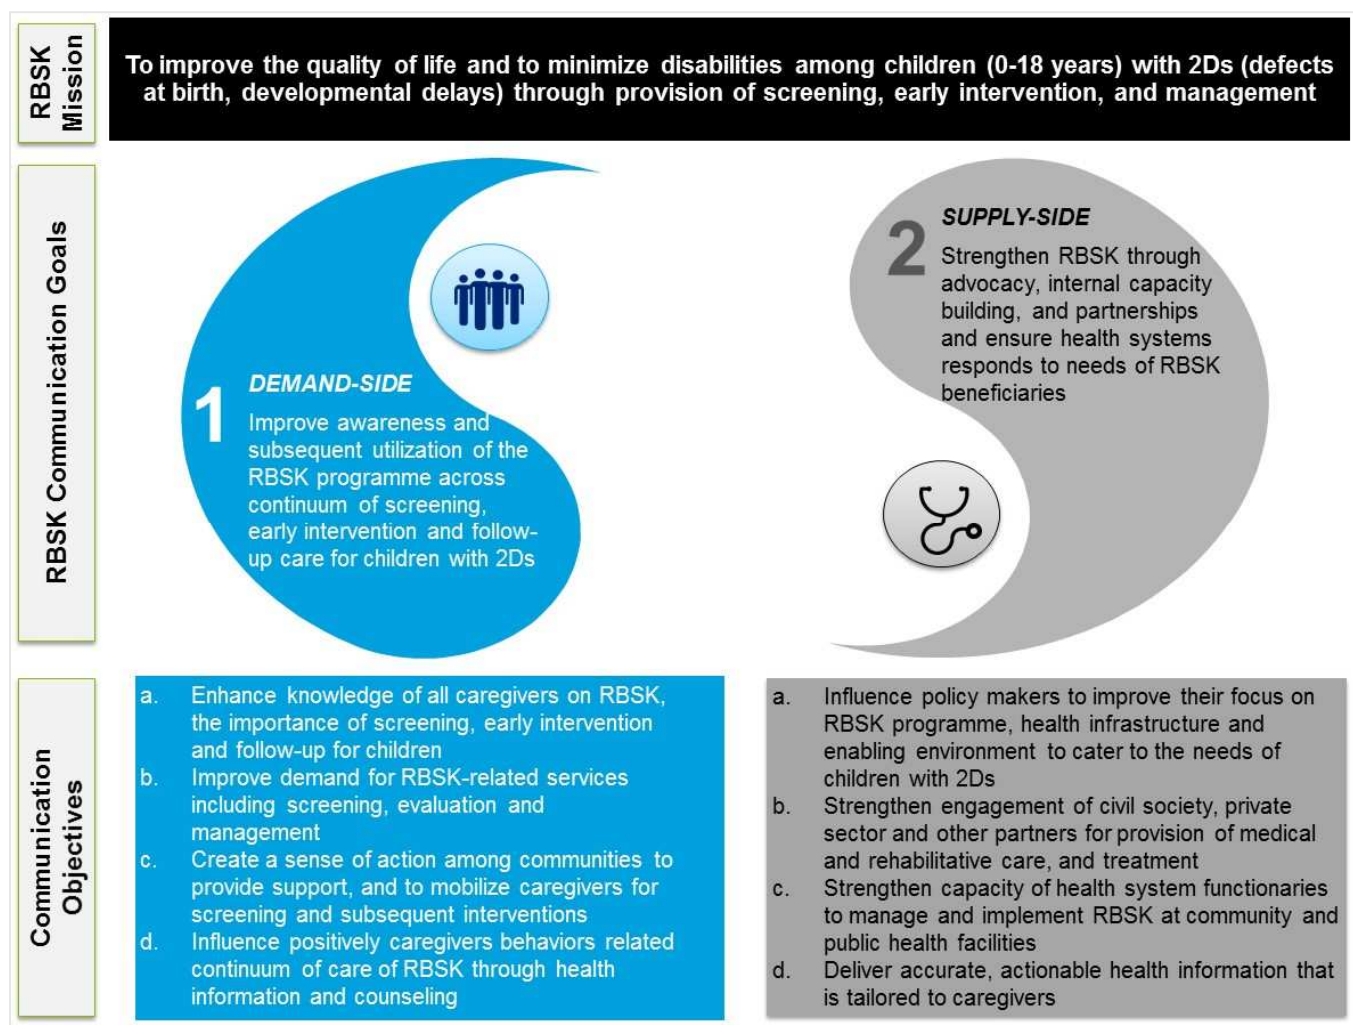 RBSK
Mission
To improve the quality of life and to minimize disabilities among children (0-18 years) with 2Ds (defects
at birth, developmental delays) through provision of screening, early intervention, and management
RBSK Communication Goals
1
DEMAND-SIDE
Improve awareness and
subsequent utilization of the
RBSK programme across
continuum of screening,
early intervention and follow-
up care for children with 2Ds
2
SUPPLY-SIDE
Strengthen RBSK through
advocacy, internal capacity
building, and partnerships
and ensure health systems
responds to needs of RBSK
beneficiaries
Communication
Objectives
a. Enhance knowledge of all caregivers on RBSK,
the importance of screening, early intervention
and follow-up for children
b. Improve demand for RBSK-related services
including screening, evaluation and
management
c. Create a sense of action among communities to
provide support, and to mobilize caregivers for
screening and subsequent interventions
d. Influence positively caregivers behaviors related
continuum of care of RBSK through health
information and counseling
a. Influence policy makers to improve their focus on
RBSK programme, health infrastructure and
enabling environment to cater to the needs of
children with 2Ds
b. Strengthen engagement of civil society, private
sector and other partners for provision of medical
and rehabilitative care, and treatment
c. Strengthen capacity of health system functionaries
to manage and implement RBSK at community and
public health facilities
d. Deliver accurate, actionable health information that
is tailored to caregivers